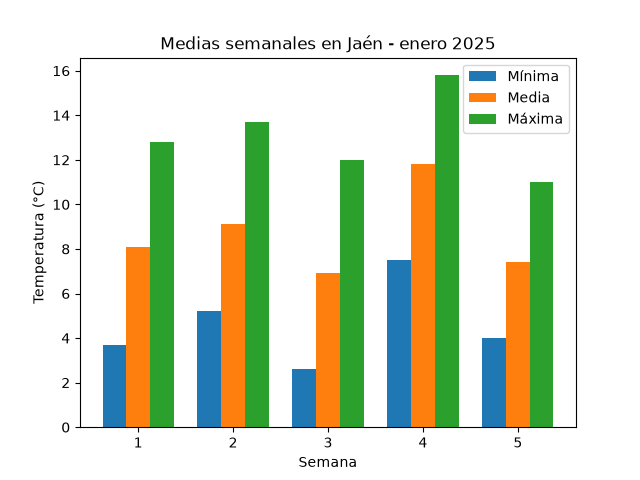 Medias semanales en Jaén - enero 2025
Mínima
Media
Máxima
Temperatura (°C)
16
14
12
10
8
6
4
2
0
1 2 3 4 5
Semana